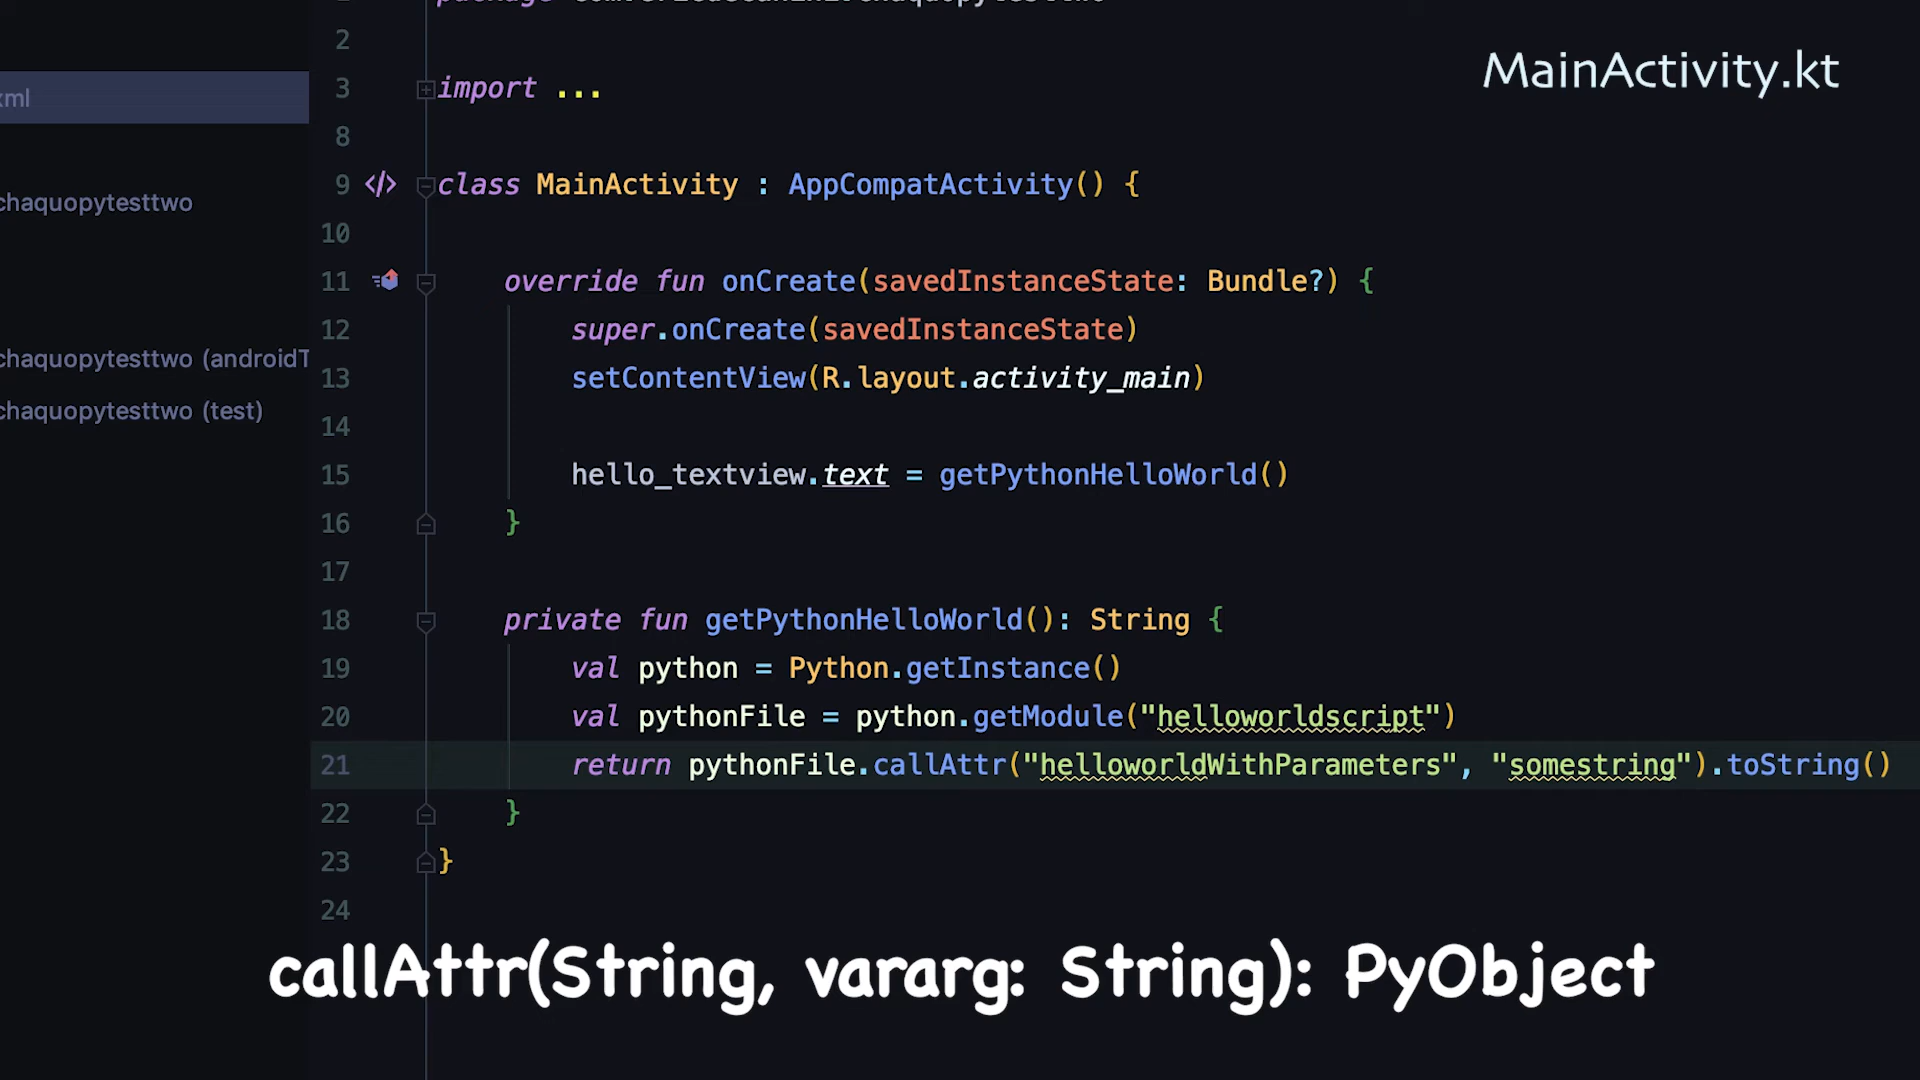 2
MainActivity.kt
xml
3 import ...
8
9 </> class MainActivity : AppCompatActivity() {
chaquopytesttwo
10
11 override fun onCreate(savedInstanceState: Bundle?) {
12 super.onCreate(savedInstanceState)
chaquopytesttwo (androidT
13 setContentView(R.layout.activity_main)
chaquopytesttwo (test)
14
15 hello_textview.text = getPythonHelloWorld()
16 }
17
18 private fun getPythonHelloWorld(): String {
19 val python = Python.getInstance()
20 val pythonFile = python.getModule("helloworldscript")
21 return pythonFile.callAttr("helloworldWithParameters", "somestring").toString()
22 }
23 }
24
callAttr(String, vararg: String): PyObject